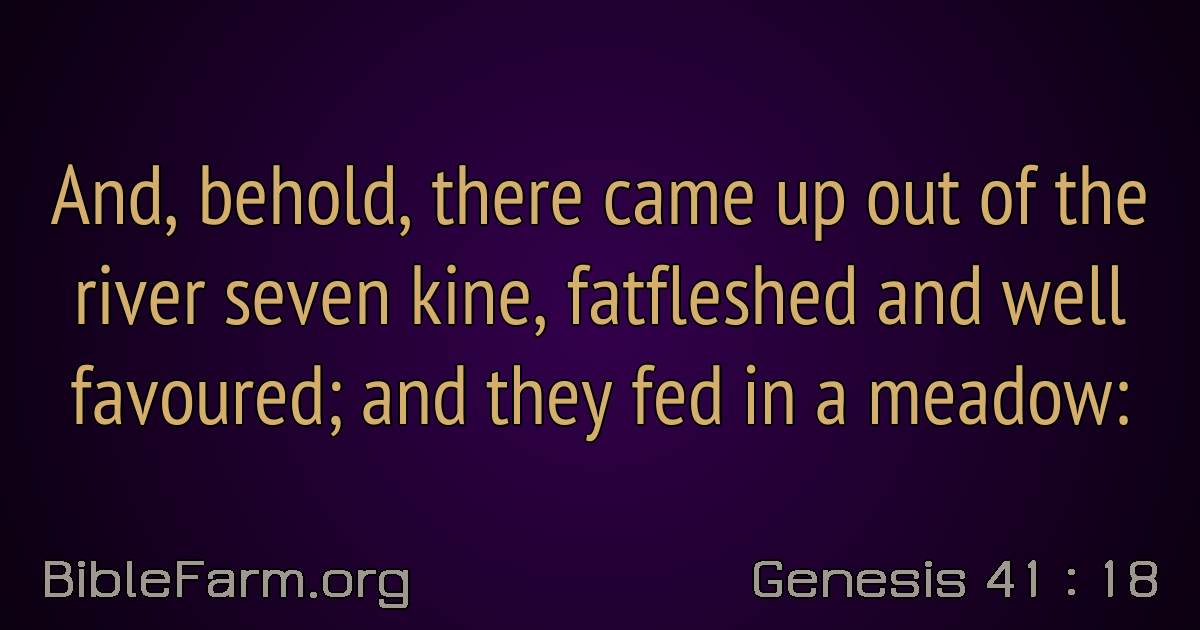 And, behold, there came up out of the
river seven kine, fatfleshed and well
favoured; and they fed in a meadow:
BibleFarm.org
Genesis 41 : 18